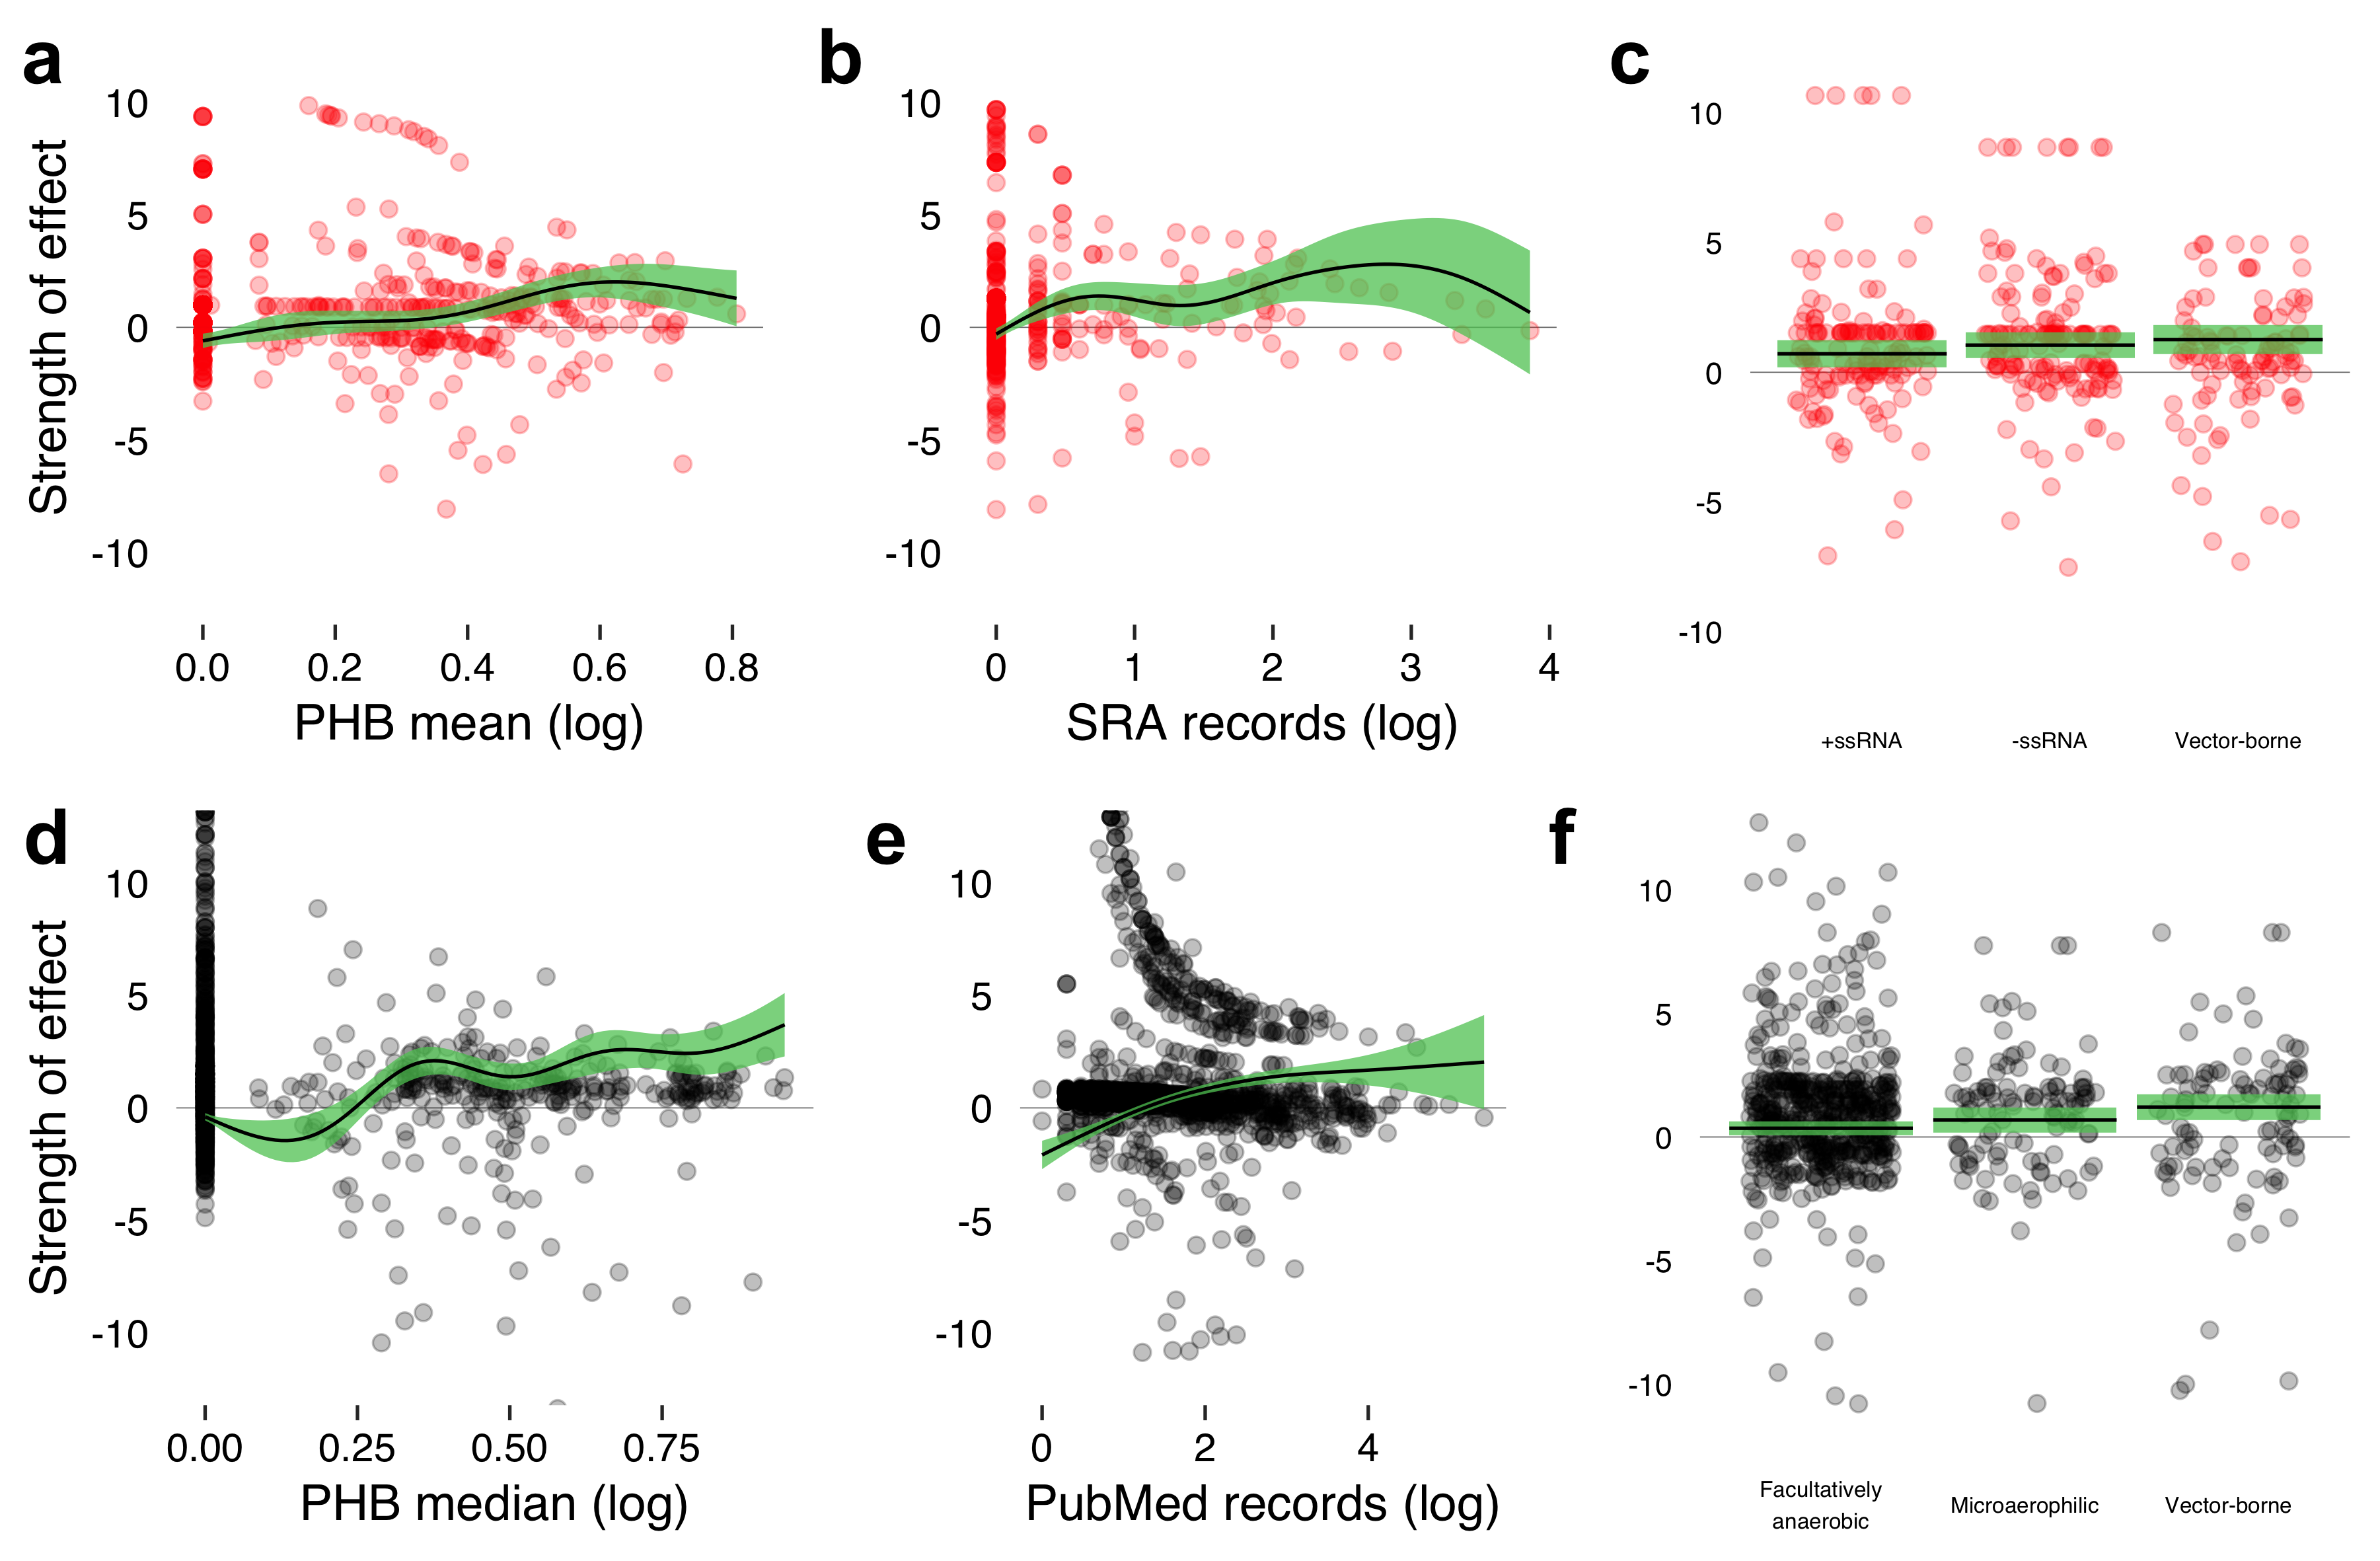 a
b
c
Strength of effect
10
5
0
-5
-10
0.0 0.2 0.4 0.6 0.8
PHB mean (log)
10
5
0
-5
-10
0 1 2 3 4
SRA records (log)
10
5
0
-5
-10
+ssRNA -ssRNA Vector-borne
d
e
f
Strength of effect
10
5
0
-5
-10
0.00 0.25 0.50 0.75
PHB median (log)
10
5
0
-5
-10
0 2 4
PubMed records (log)
10
5
0
-5
-10
Facultatively
anaerobic
Microaerophilic
Vector-borne